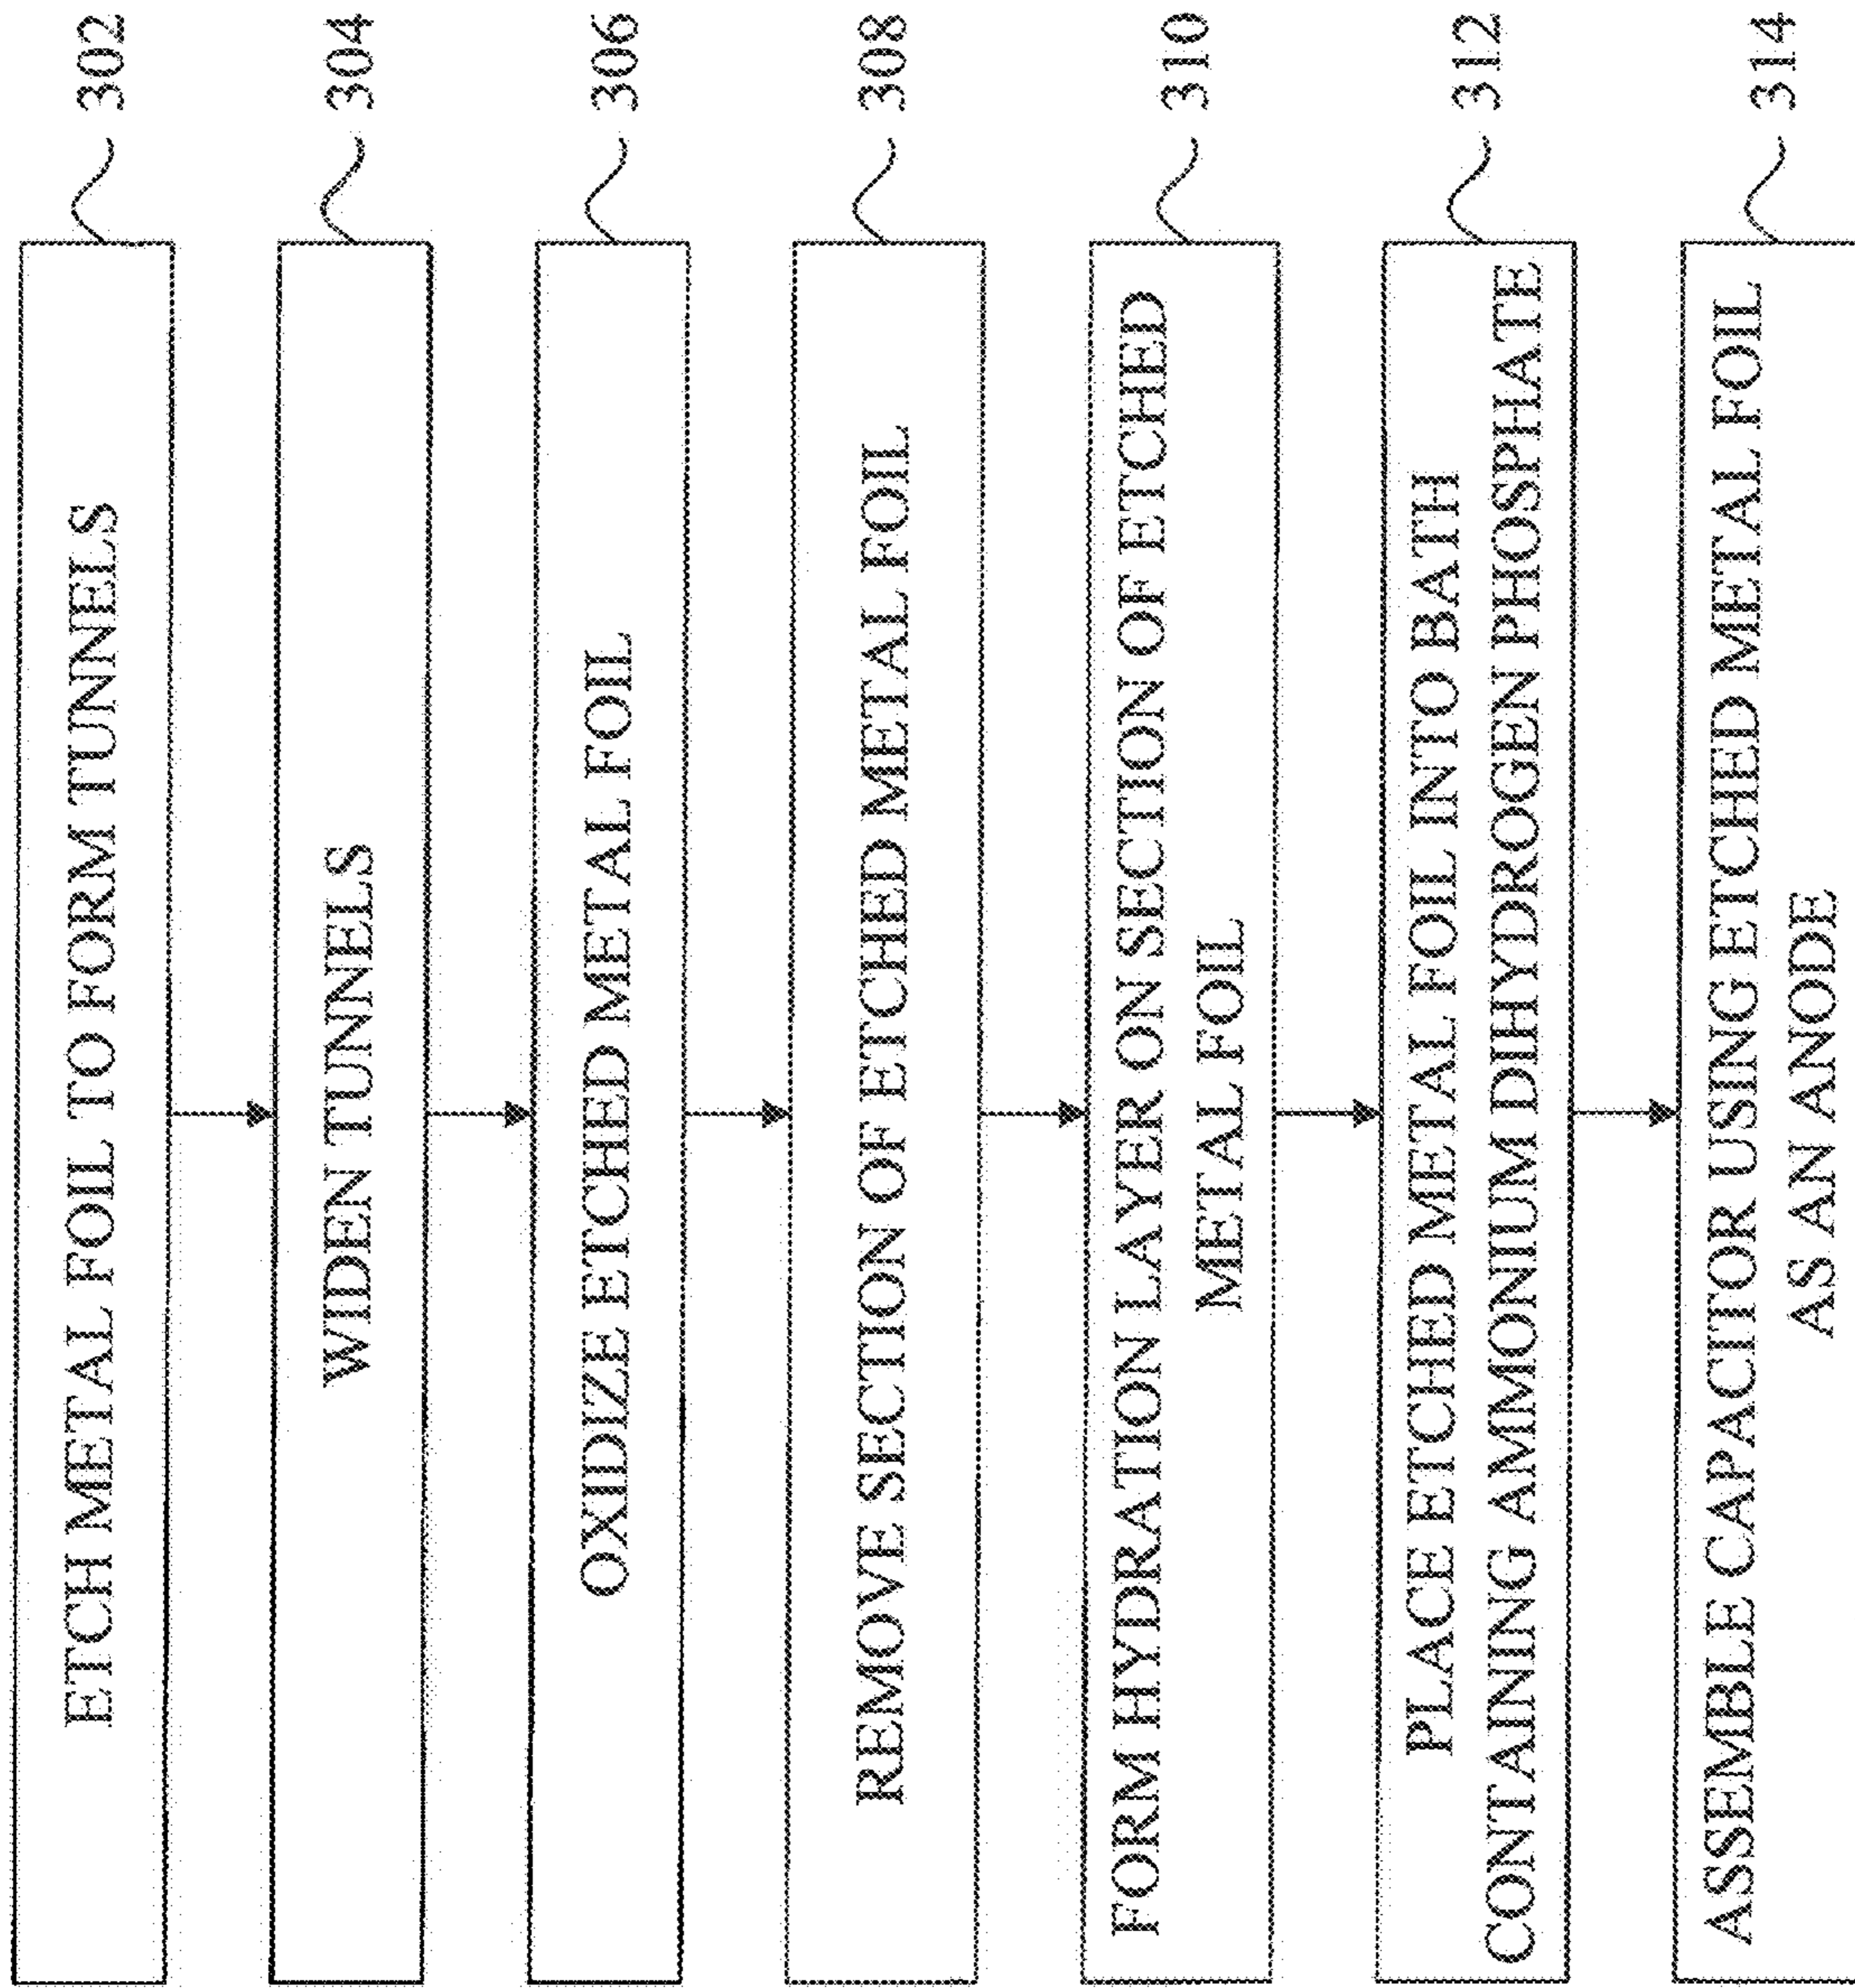 ETCH METAL FOIL TO FORM TUNNELS
302
WIDEN TUNNELS
304
OXIDIZE ETCHED METAL FOIL
306
REMOVE SECTION OF ETCHED METAL FOIL
308
FORM HYDRATION LAYER ON SECTION OF ETCHED
METAL FOIL
310
PLACE ETCHED METAL FOIL INTO BATH
CONTAINING AMMONIUM DIHYDROGEN PHOSPHATE
312
ASSEMBLE CAPACITOR USING ETCHED METAL FOIL
AS AN ANODE
314